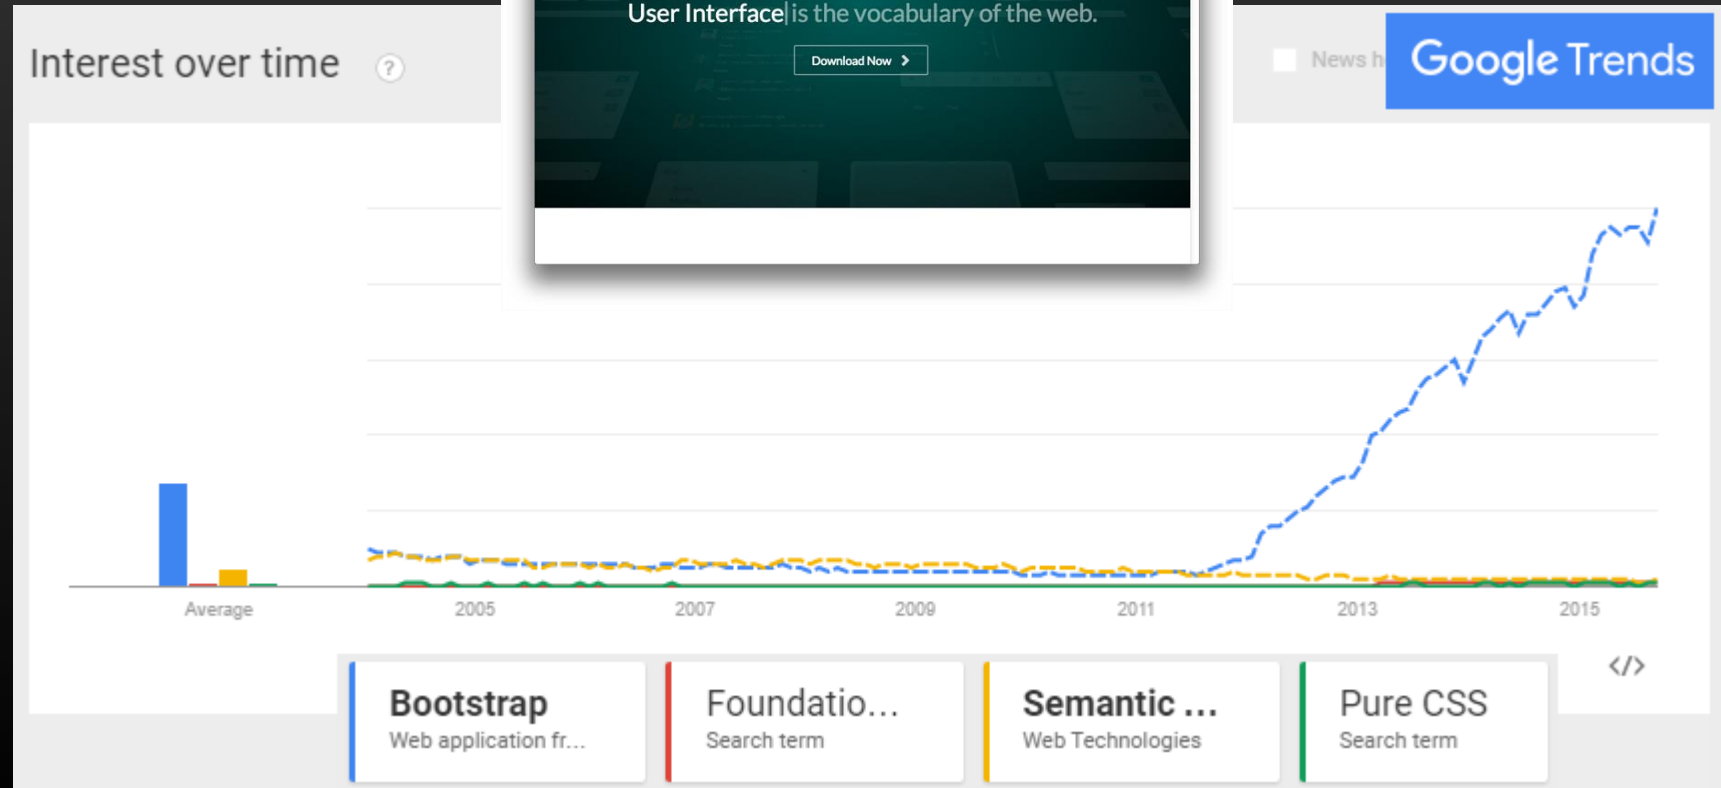 User Interface is the vocabulary of the web.
Download Now
Interest over time ?
News h
Google Trends
Average 2005 2007 2009 2011 2013 2015
</>
Bootstrap
Web application fr...
Foundatio...
Search term
Semantic ...
Web Technologies
Pure CSS
Search term